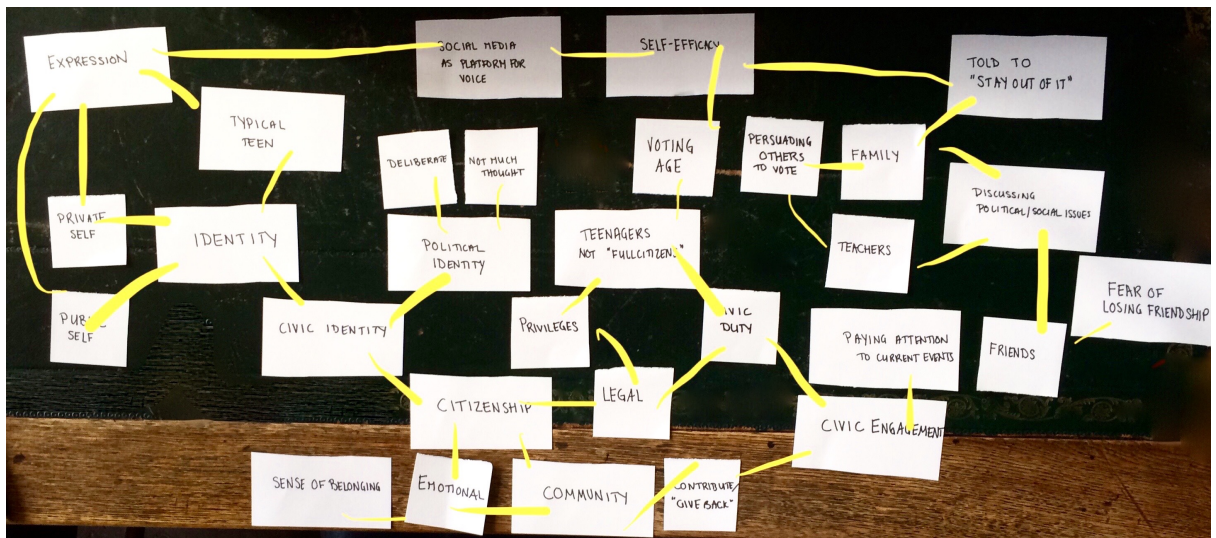 EXPRESSION
SOCIAL MEDIA
AS PLATFORM FOR
VOICE
SELF-EFFICACY
TOLD TO
"STAY OUT OF IT"
TYPICAL
TEEN
DELIBERATE
NOT MUCH
THOUGHT
VOTING
AGE
PERSUADING
OTHERS
TO VOTE
FAMILY
PRIVATE
SELF
IDENTITY
POLITICAL
IDENTITY
TEENAGERS
NOT "FULLCITIZENS"
TEACHERS
DISCUSSING
POLITICAL/SOCIAL ISSUES
PUBLIC
SELF
CIVIC IDENTITY
PRIVILEGES
CIVIC
DUTY
PAYING ATTENTION
TO CURRENT EVENTS
FRIENDS
FEAR OF
LOSING FRIENDSHIP
CITIZENSHIP
LEGAL
CIVIC ENGAGEMENT
SENSE OF BELONGING
EMOTIONAL
COMMUNITY
CONTRIBUTE/
"GIVE BACK"